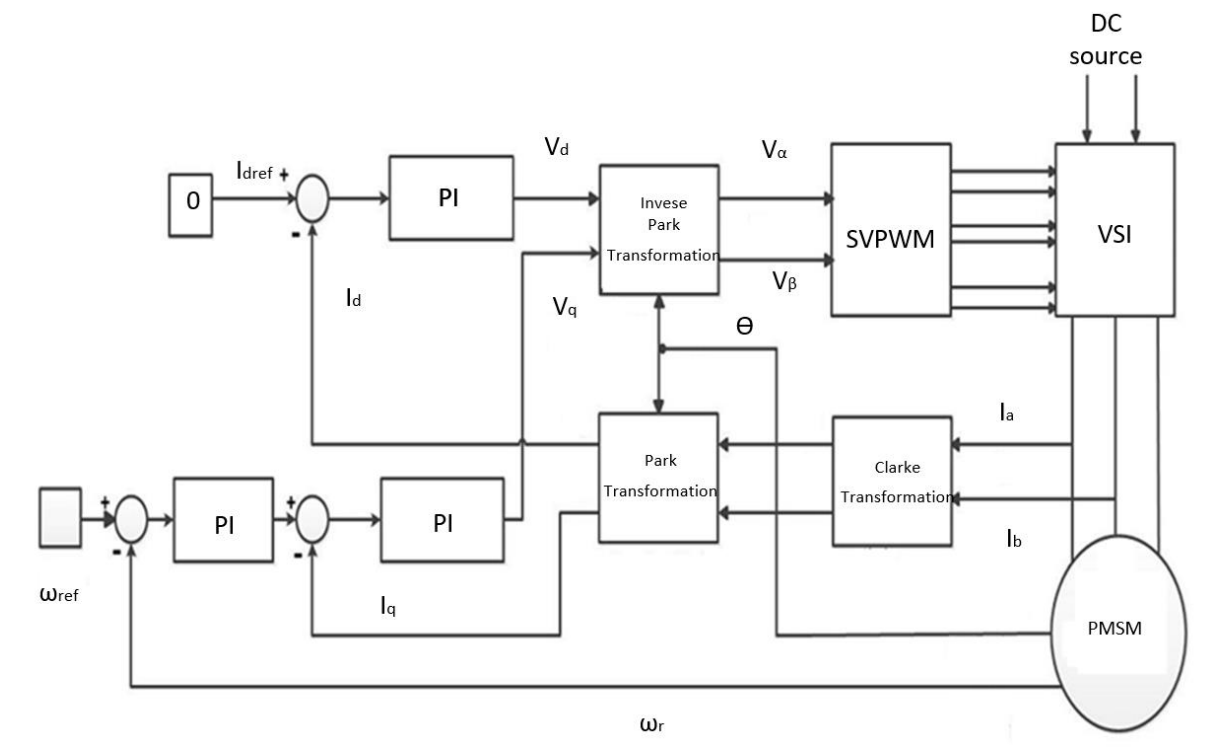 DC
source
Idref +
0
-
PI
Vd
Invese
Park
Transformation
Vα
Vβ
SVPWM
VSI
Id
Vq
ϴ
Ia
Ib
Park
Transformation
Clarke
Transformation
+
-
PI
+
-
PI
ωref
Iq
PMSM
ωr